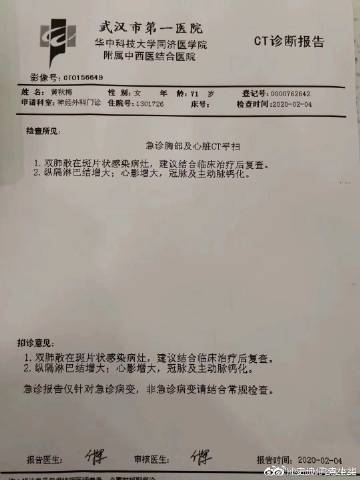 武汉市第一医院
华中科技大学同济医学院
附属中西医结合医院
CT诊断报告
影像号：070156649
姓 名：黄秋梅 性 别：女 年 龄：71 岁 登记号：0000762642
申请科室：神经外科门诊 住院号：1301726 床号： 检查时间：2020-02-04
检查所见：
急诊胸部及心脏CT平扫
1. 双肺散在斑片状感染病灶，建议结合临床治疗后复查。
2. 纵隔淋巴结增大；心影增大，冠脉及主动脉钙化。
拟诊意见：
1. 双肺散在斑片状感染病灶，建议结合临床治疗后复查。
2. 纵隔淋巴结增大；心影增大，冠脉及主动脉钙化。
急诊报告仅针对急诊病变，非急诊病变请结合常规检查。
报告医生： 审核医生： 报告时间：2020-02-04